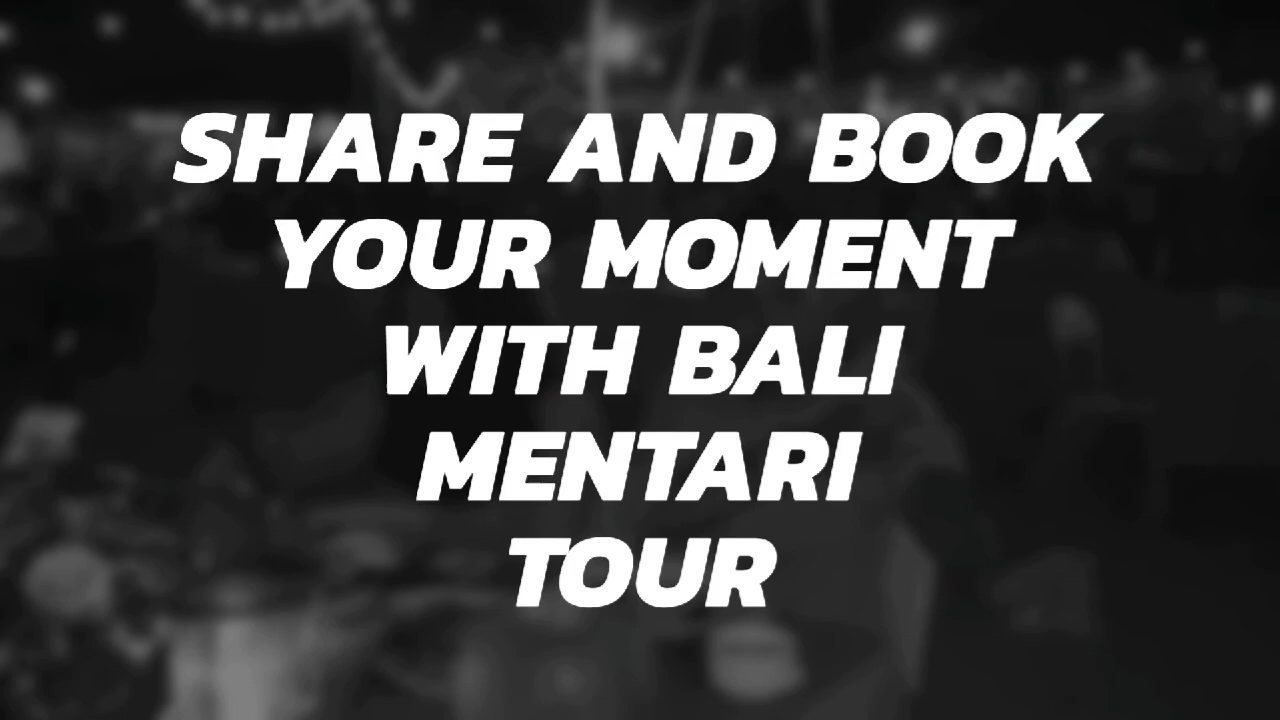 SHARE AND BOOK
YOUR MOMENT
WITH BALI
MENTARI
TOUR